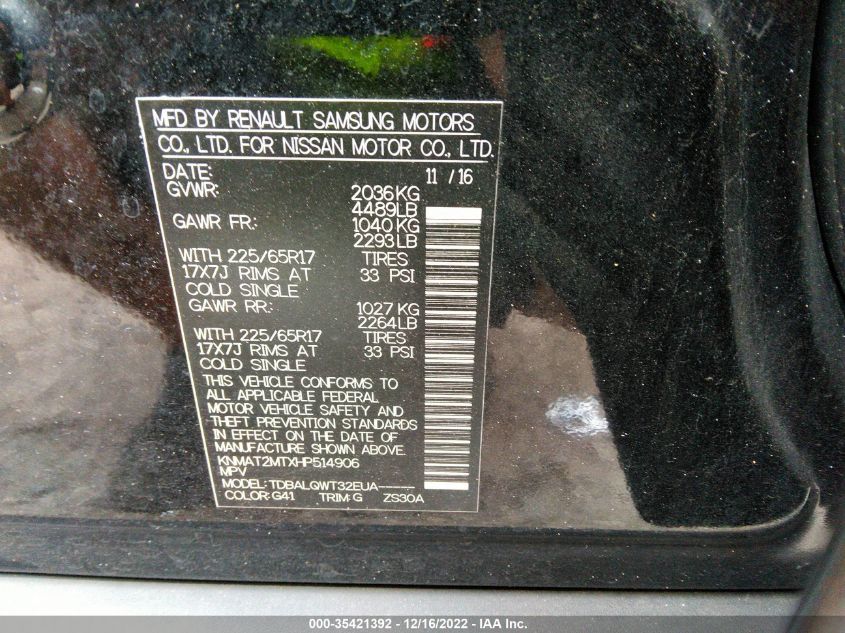 MFD BY RENAULT SAMSUNG MOTORS
CO., LTD. FOR NISSAN MOTOR CO., LTD.
DATE: 11 / 16
GVWR: 2036KG
4489LB
GAWR FR: 1040KG
2293LB
WITH 225/65R17 TIRES
17X7J RIMS AT 33 PSI
COLD SINGLE
GAWR RR: 1027KG
2264LB
WITH 225/65R17 TIRES
17X7J RIMS AT 33 PSI
COLD SINGLE
THIS VEHICLE CONFORMS TO
ALL APPLICABLE FEDERAL
MOTOR VEHICLE SAFETY AND
THEFT PREVENTION STANDARDS
IN EFFECT ON THE DATE OF
MANUFACTURE SHOWN ABOVE.
KNMAT2MTXHP514906
MPV
MODEL: TDBALQWT32EUA-----
COLOR: G41 TRIM: G ZS30A
000-35421392 - 12/16/2022 - IAA Inc.